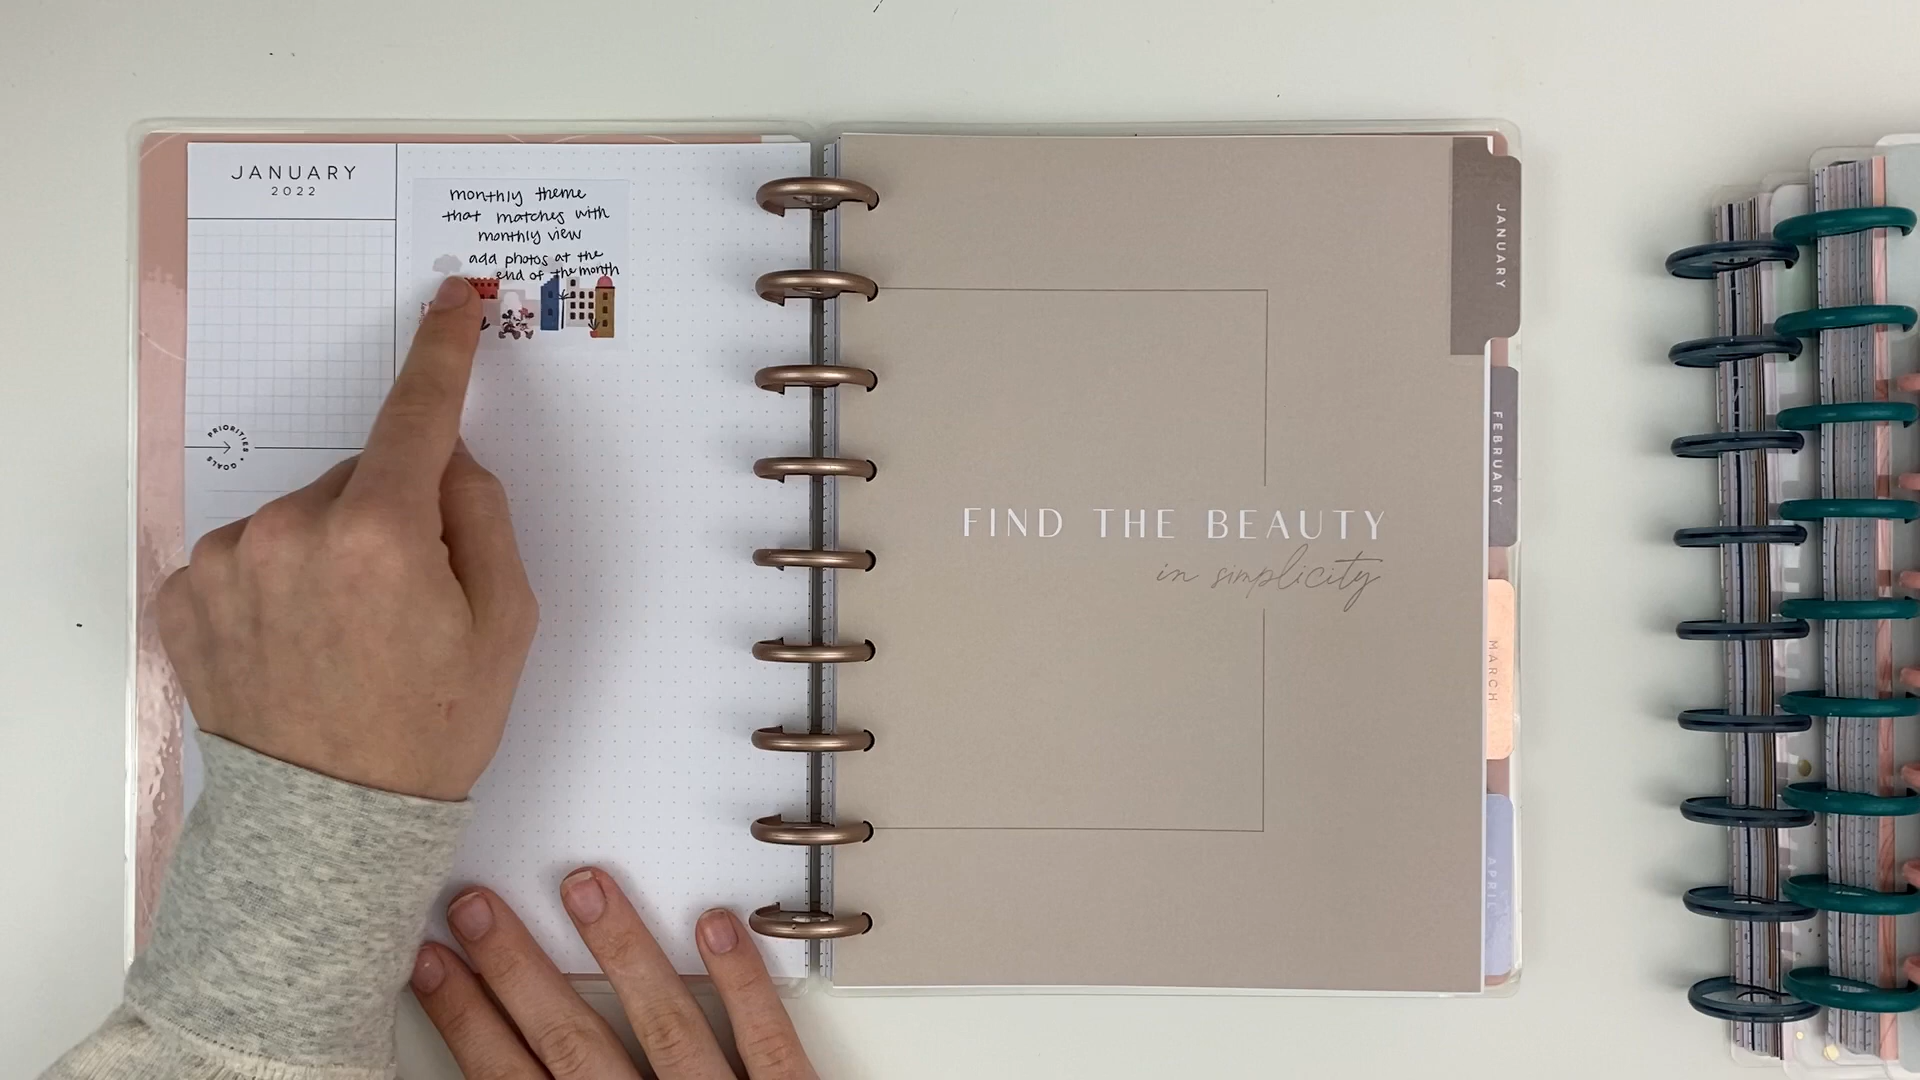 JANUARY
2022
monthly theme
that matches with
monthly view
add photos at the
end of the month
PRIORITIES •
GOALS
FIND THE BEAUTY
in simplicity
JANUARY
FEBRUARY
MARCH
APRIL